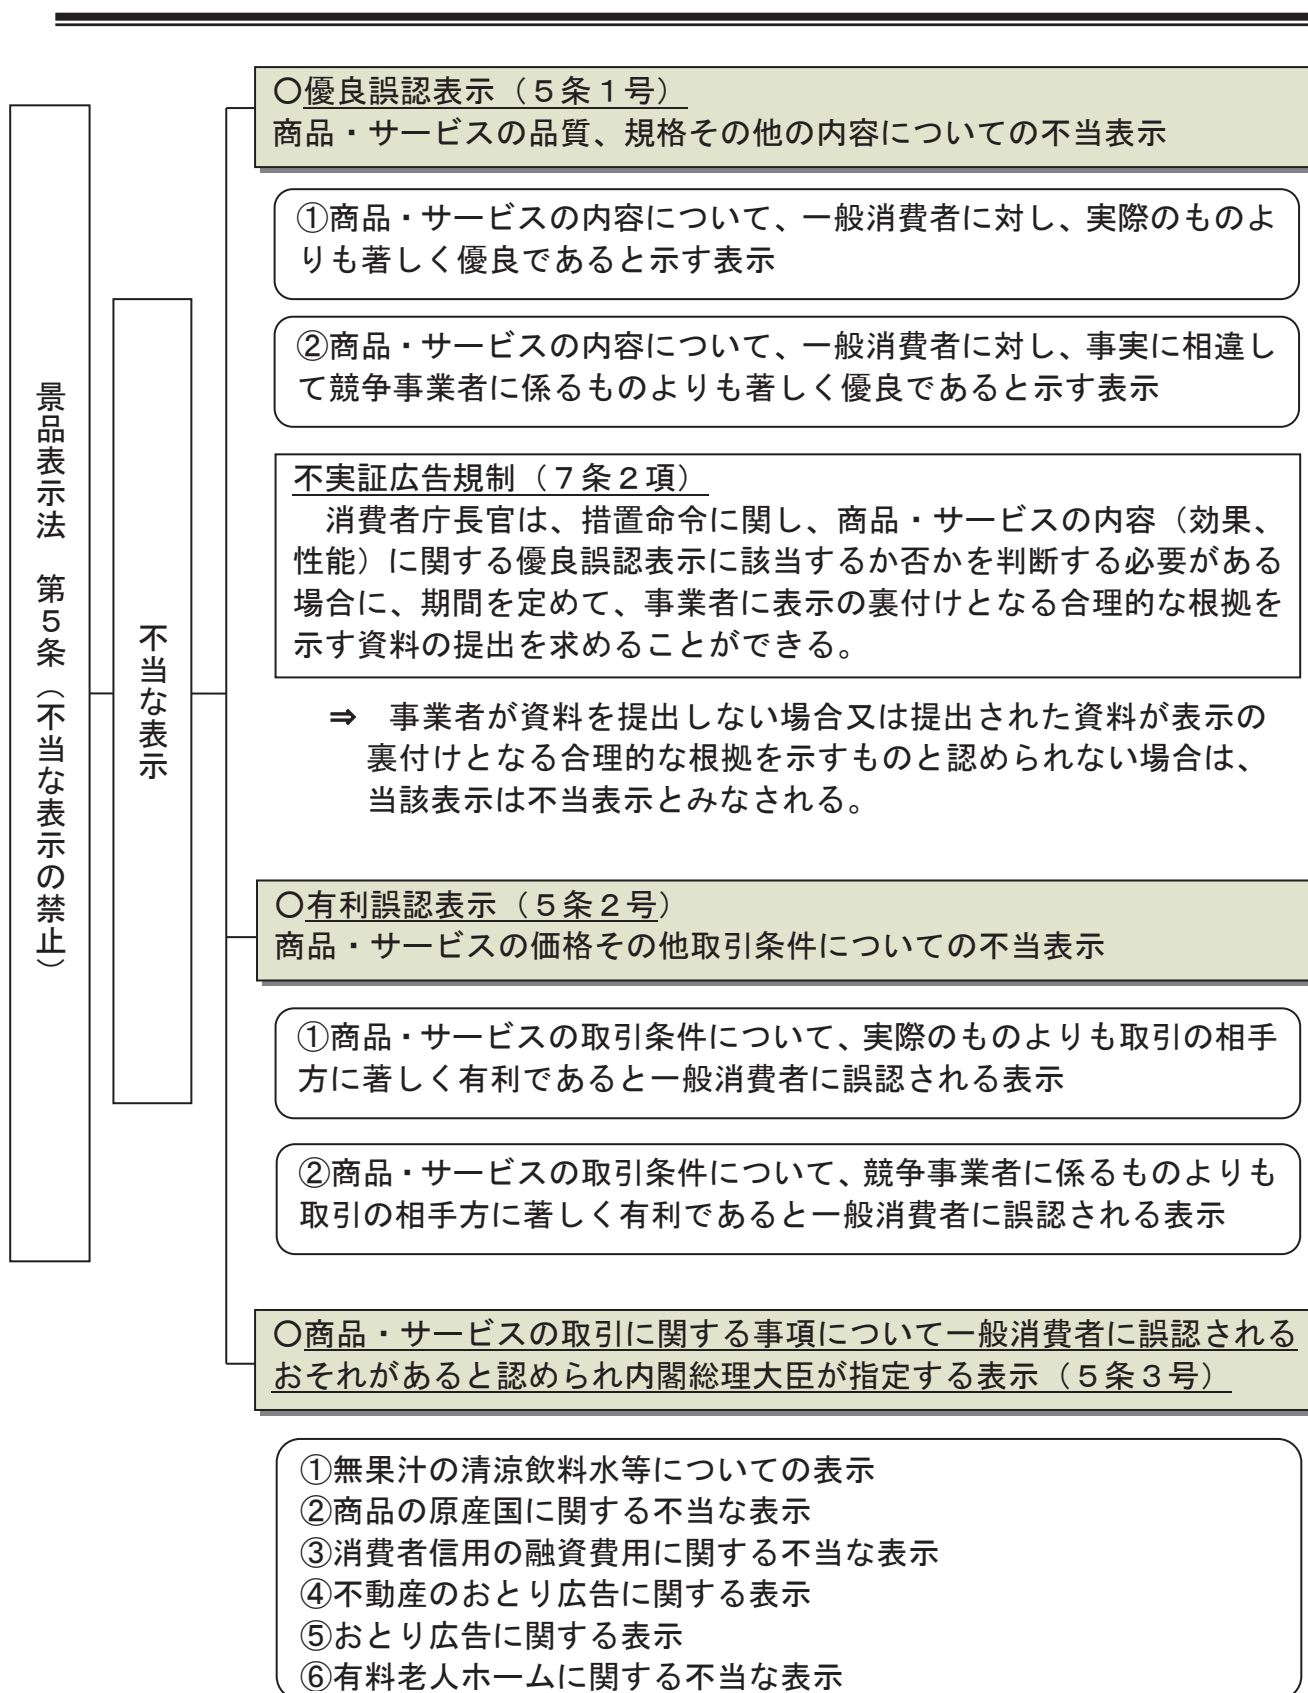 景品表示法　第５条（不当な表示の禁止）
不当な表示
○優良誤認表示（５条１号）
商品・サービスの品質、規格その他の内容についての不当表示
①商品・サービスの内容について、一般消費者に対し、実際のものよ
りも著しく優良であると示す表示
②商品・サービスの内容について、一般消費者に対し、事実に相違し
て競争事業者に係るものよりも著しく優良であると示す表示
不実証広告規制（７条２項）
　消費者庁長官は、措置命令に関し、商品・サービスの内容（効果、
性能）に関する優良誤認表示に該当するか否かを判断する必要がある
場合に、期間を定めて、事業者に表示の裏付けとなる合理的な根拠を
示す資料の提出を求めることができる。
⇒　事業者が資料を提出しない場合又は提出された資料が表示の
裏付けとなる合理的な根拠を示すものと認められない場合は、
当該表示は不当表示とみなされる。
○有利誤認表示（５条２号）
商品・サービスの価格その他取引条件についての不当表示
①商品・サービスの取引条件について、実際のものよりも取引の相手
方に著しく有利であると一般消費者に誤認される表示
②商品・サービスの取引条件について、競争事業者に係るものよりも
取引の相手方に著しく有利であると一般消費者に誤認される表示
○商品・サービスの取引に関する事項について一般消費者に誤認される
おそれがあると認められ内閣総理大臣が指定する表示（５条３号）
①無果汁の清涼飲料水等についての表示
②商品の原産国に関する不当な表示
③消費者信用の融資費用に関する不当な表示
④不動産のおとり広告に関する表示
⑤おとり広告に関する表示
⑥有料老人ホームに関する不当な表示